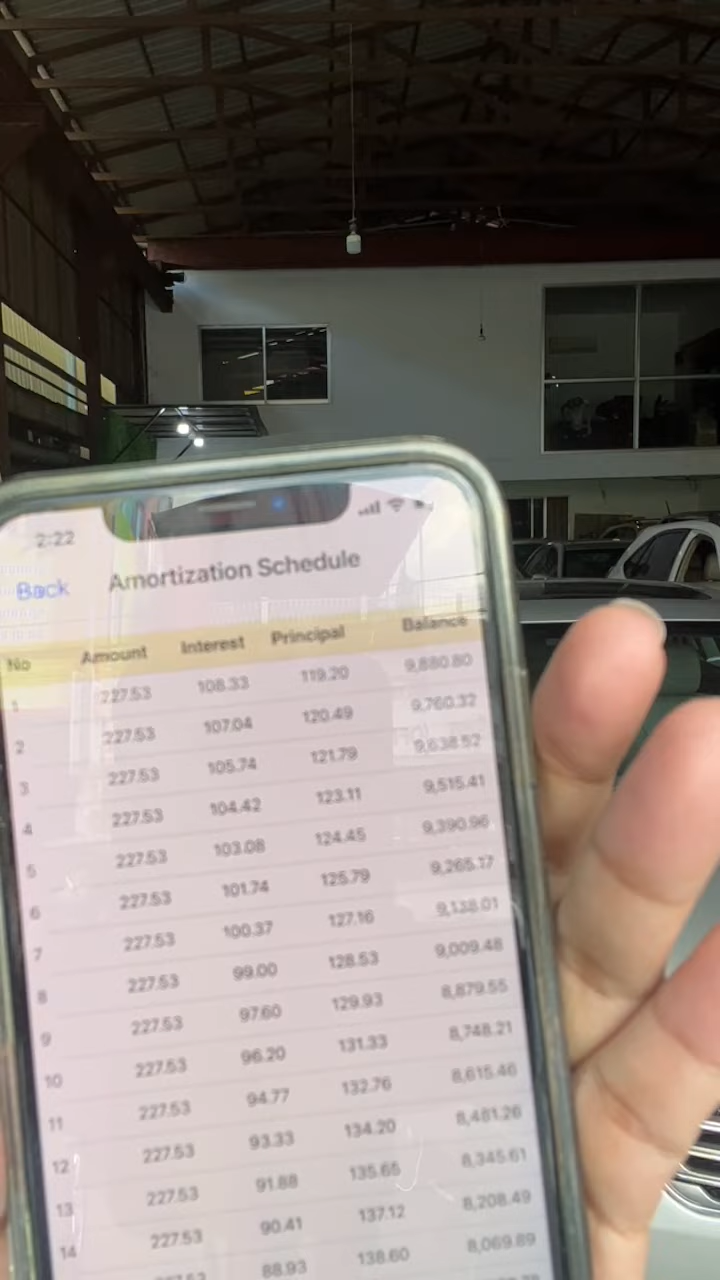 2:22
Back Amortization Schedule
No Amount Interest Principal Balance
1 227.53 108.33 119.20 9,880.80
2 227.53 107.04 120.49 9,760.32
3 227.53 105.74 121.79 9,638.52
4 227.53 104.42 123.11 9,515.41
5 227.53 103.08 124.45 9,390.96
6 227.53 101.74 125.79 9,265.17
7 227.53 100.37 127.16 9,138.01
8 227.53 99.00 128.53 9,009.48
9 227.53 97.60 129.93 8,879.55
10 227.53 96.20 131.33 8,748.21
11 227.53 94.77 132.76 8,615.46
12 227.53 93.33 134.20 8,481.26
13 227.53 91.88 135.65 8,345.61
14 227.53 90.41 137.12 8,208.49
227.53 88.93 138.60 8,069.89